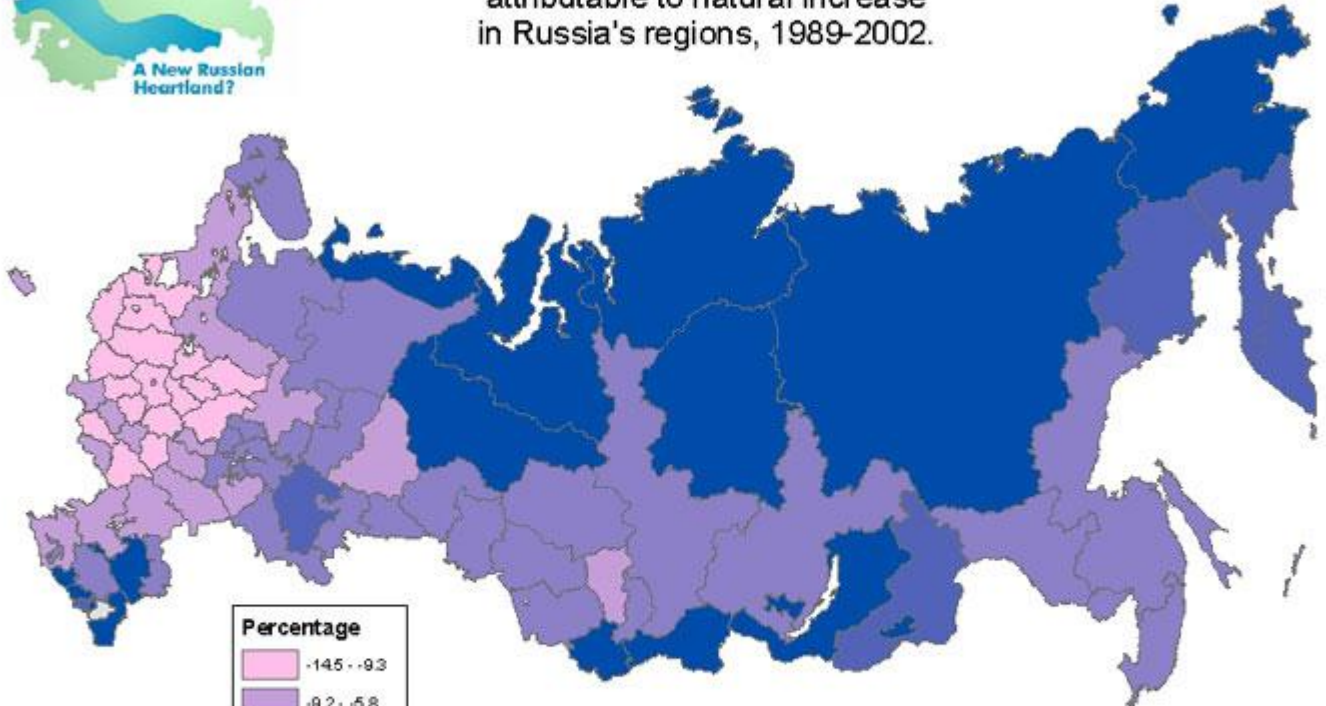 attributable to natural increase
in Russia's regions, 1989-2002.
A New Russian
Heartland?
Percentage
-14.5 - -9.3
-9.2 - -5.8